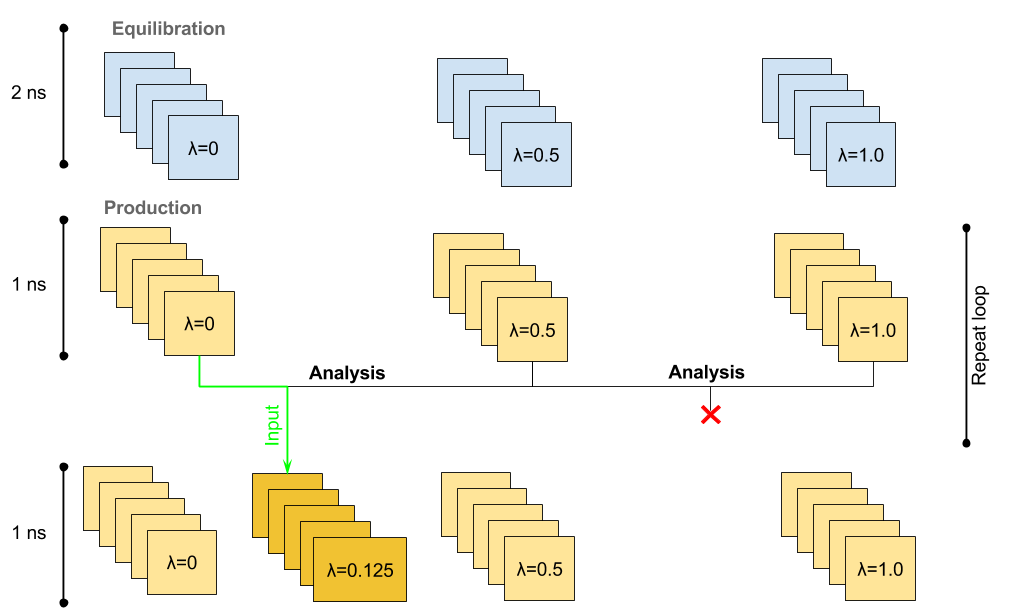 Equilibration
2 ns
λ=0
λ=0.5
λ=1.0
Production
1 ns
λ=0
λ=0.5
λ=1.0
Repeat loop
Analysis
Analysis
Input
1 ns
λ=0
λ=0.125
λ=0.5
λ=1.0